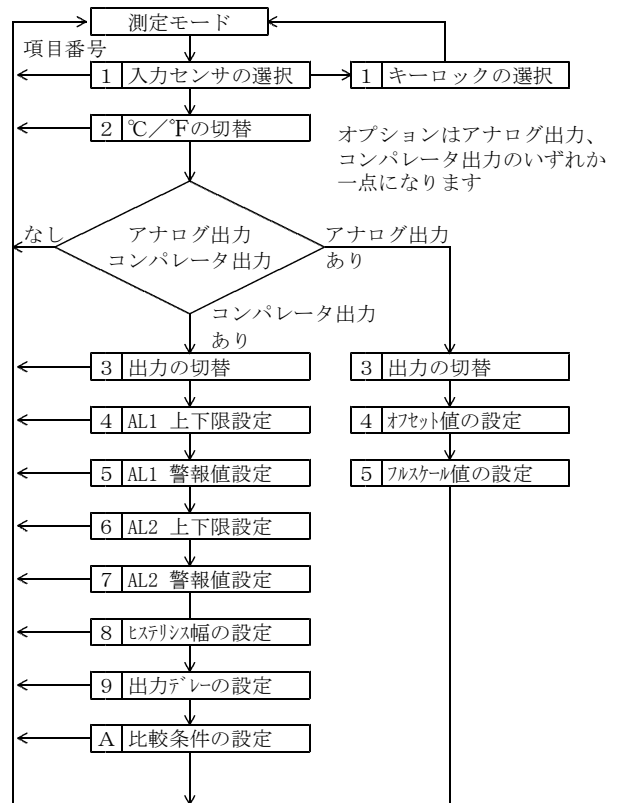 測定モード
項目番号
1 入力センサの選択
1 キーロックの選択
2 ℃／℉の切替
オプションはアナログ出力、
コンパレータ出力のいずれか
一点になります
なし
アナログ出力
コンパレータ出力
アナログ出力
あり
コンパレータ出力
あり
3 出力の切替
3 出力の切替
4 AL1 上下限設定
4 ｵﾌｾｯﾄ値の設定
5 AL1 警報値設定
5 ﾌﾙｽｹｰﾙ値の設定
6 AL2 上下限設定
7 AL2 警報値設定
8 ﾋｽﾃﾘｼｽ幅の設定
9 出力ﾃﾞﾚｰの設定
A 比較条件の設定